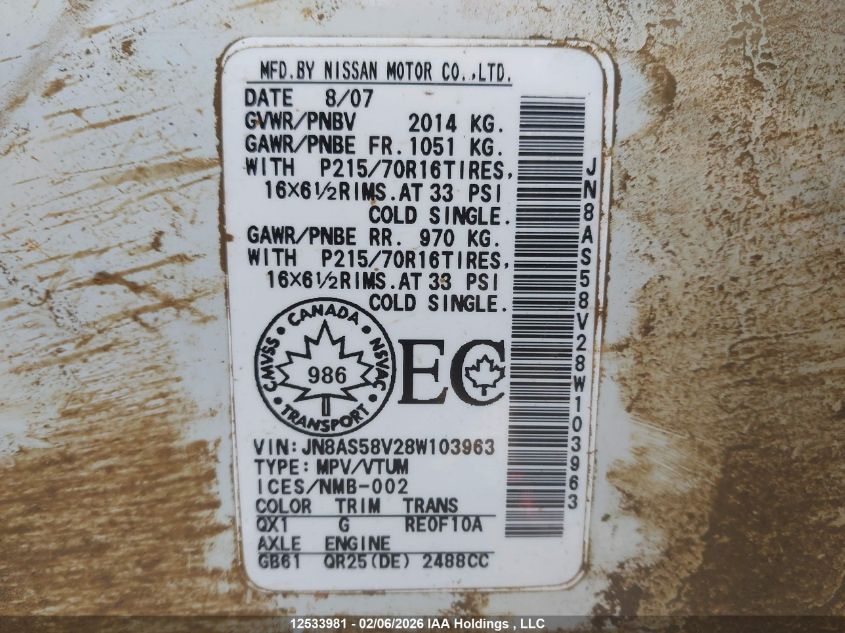 MFD.BY NISSAN MOTOR CO.,LTD.
DATE 8/07
GVWR/PNBV 2014 KG.
GAWR/PNBE FR. 1051 KG.
WITH P215/70R16TIRES,
16X6½RIMS.AT 33 PSI
COLD SINGLE.
GAWR/PNBE RR. 970 KG.
WITH P215/70R16TIRES,
16X6½RIMS.AT 33 PSI
COLD SINGLE.
CANADA
CMVSS
NSVAC
986
TRANSPORT
EC
VIN:JN8AS58V28W103963
TYPE:MPV/VTUM
ICES/NMB-002
COLOR TRIM TRANS
QX1 G RE0F10A
AXLE ENGINE
GB61 QR25(DE) 2488CC
JN8AS58V28W103963
12533981 - 02/06/2026 IAA Holdings , LLC